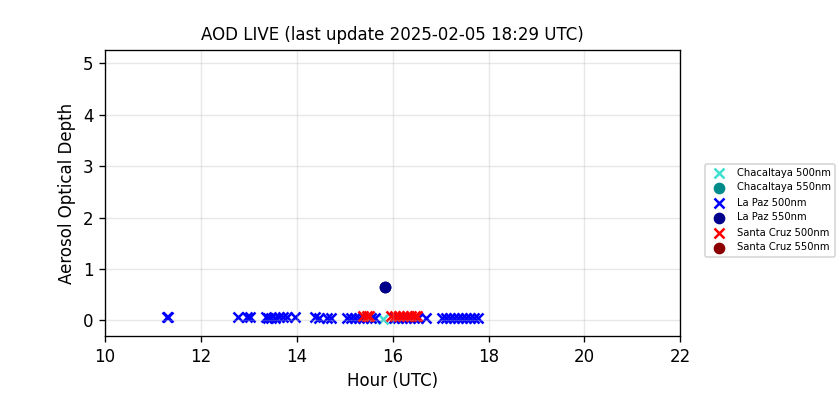 AOD LIVE (last update 2025-02-05 18:29 UTC)
5
4
3
2
1
0
Aerosol Optical Depth
10 12 14 16 18 20 22
Hour (UTC)
Chacaltaya 500nm
Chacaltaya 550nm
La Paz 500nm
La Paz 550nm
Santa Cruz 500nm
Santa Cruz 550nm